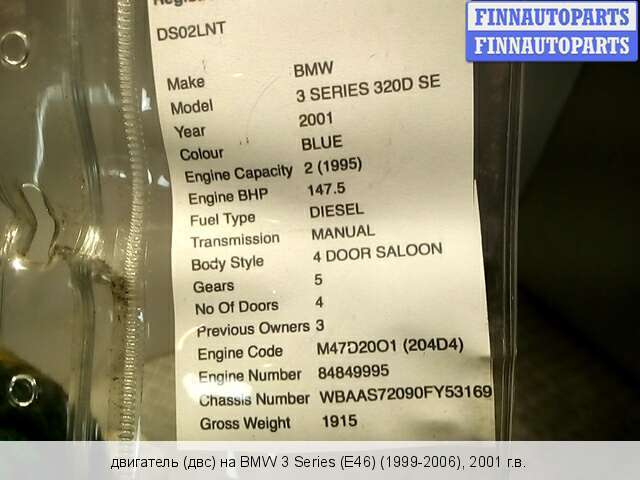 FINNAUTOPARTS
FINNAUTOPARTS
DS02LNT
Make BMW
Model 3 SERIES 320D SE
Year 2001
Colour BLUE
Engine Capacity 2 (1995)
Engine BHP 147.5
Fuel Type DIESEL
Transmission MANUAL
Body Style 4 DOOR SALOON
Gears 5
No Of Doors 4
Previous Owners 3
Engine Code M47D20O1 (204D4)
Engine Number 84849995
Chassis Number WBAAS72090FY53169
Gross Weight 1915
двигатель (двс) на BMW 3 Series (E46) (1999-2006), 2001 г.в.